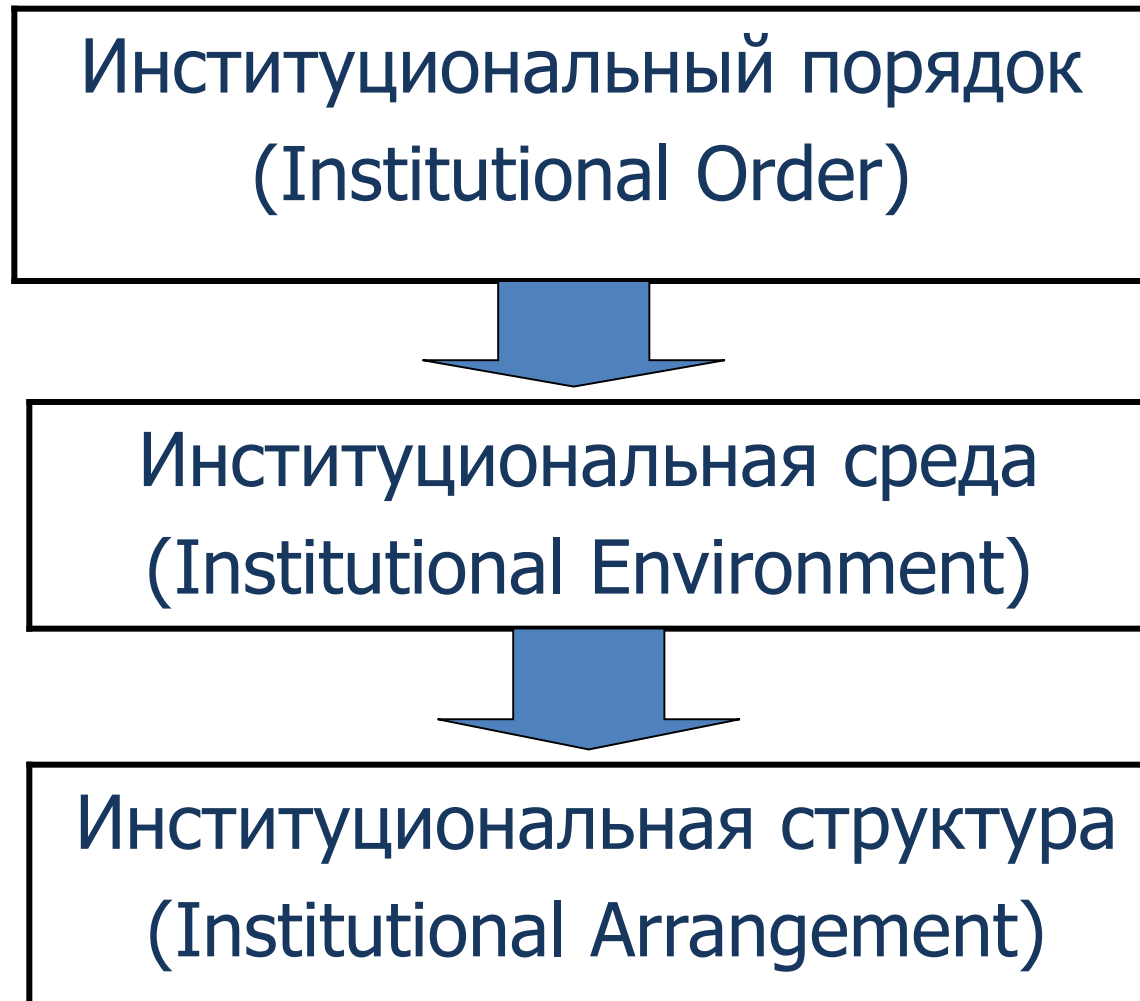 Институциональный порядок
(Institutional Order)
Институциональная среда
(Institutional Environment)
Институциональная структура
(Institutional Arrangement)